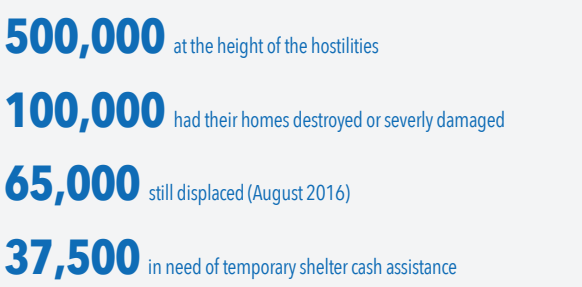 500,000 at the height of the hostilities
100,000 had their homes destroyed or severly damaged
65,000 still displaced (August 2016)
37,500 in need of temporary shelter cash assistance